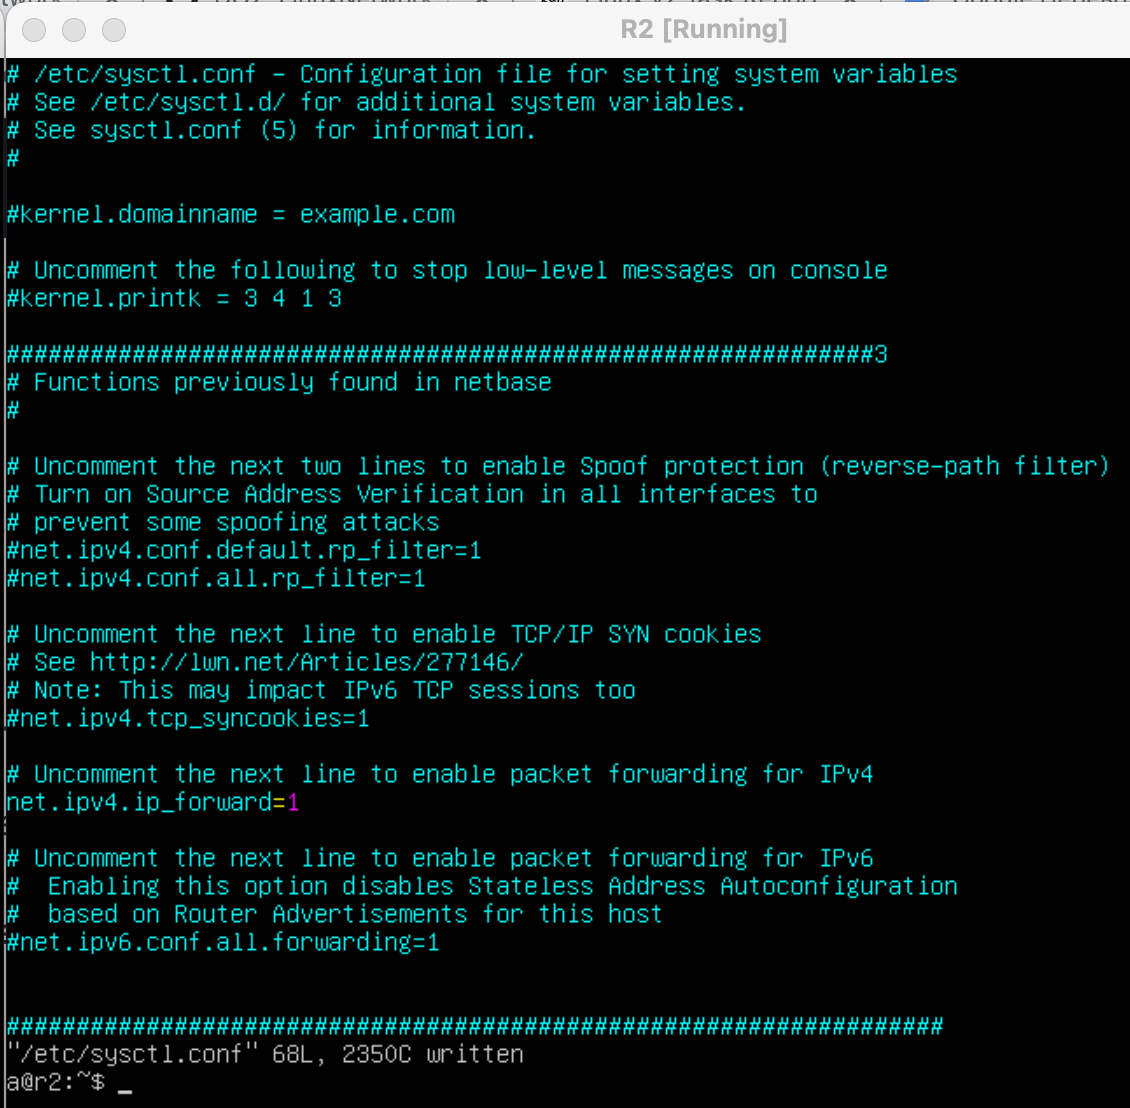 R2 [Running]
# /etc/sysctl.conf - Configuration file for setting system variables
# See /etc/sysctl.d/ for additional system variables.
# See sysctl.conf (5) for information.
#
#kernel.domainname = example.com
# Uncomment the following to stop low-level messages on console
#kernel.printk = 3 4 1 3
##############################################################3
# Functions previously found in netbase
#
# Uncomment the next two lines to enable Spoof protection (reverse-path filter)
# Turn on Source Address Verification in all interfaces to
# prevent some spoofing attacks
#net.ipv4.conf.default.rp_filter=1
#net.ipv4.conf.all.rp_filter=1
# Uncomment the next line to enable TCP/IP SYN cookies
# See http://lwn.net/Articles/277146/
# Note: This may impact IPv6 TCP sessions too
#net.ipv4.tcp_syncookies=1
# Uncomment the next line to enable packet forwarding for IPv4
net.ipv4.ip_forward=1
# Uncomment the next line to enable packet forwarding for IPv6
#  Enabling this option disables Stateless Address Autoconfiguration
#  based on Router Advertisements for this host
#net.ipv6.conf.all.forwarding=1
###################################################################
"/etc/sysctl.conf" 68L, 2350C written
a@r2:~$ _